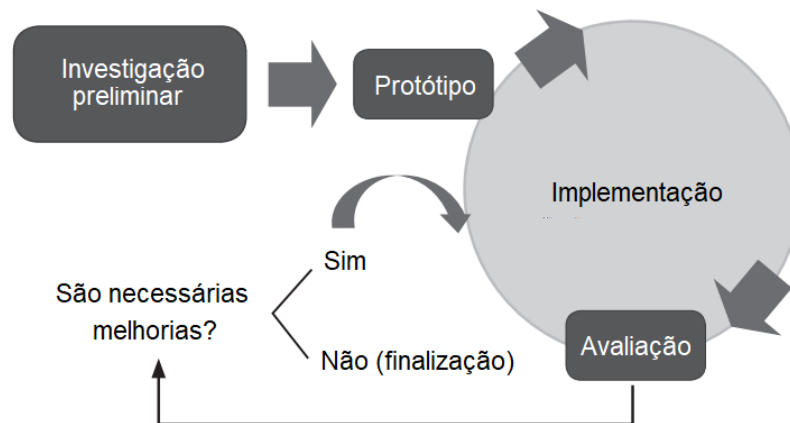 Investigação
preliminar
Protótipo
Implementação
Sim
São necessárias
melhorias?
Não (finalização)
Avaliação